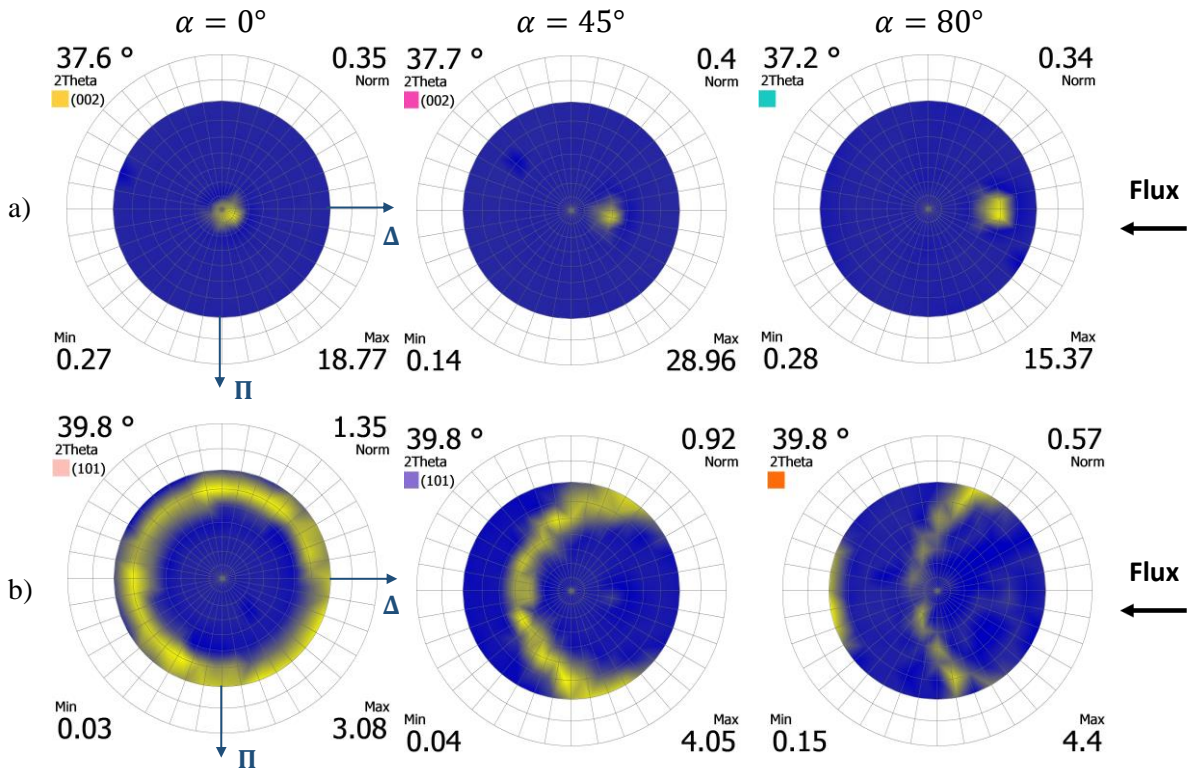 α = 0° α = 45° α = 80°
37.6 ° 0.35 37.7 ° 0.4 37.2 ° 0.34
2Theta Norm 2Theta Norm 2Theta Norm
(002) (002)
Flux
a)
Δ
Min Max Min Max Min Max
0.27 18.77 0.14 28.96 0.28 15.37
Π
39.8 ° 1.35 39.8 ° 0.92 39.8 ° 0.57
2Theta Norm 2Theta Norm 2Theta Norm
(101) (101)
Flux
b)
Δ
Min Max Min Max Min Max
0.03 3.08 0.04 4.05 0.15 4.4
Π